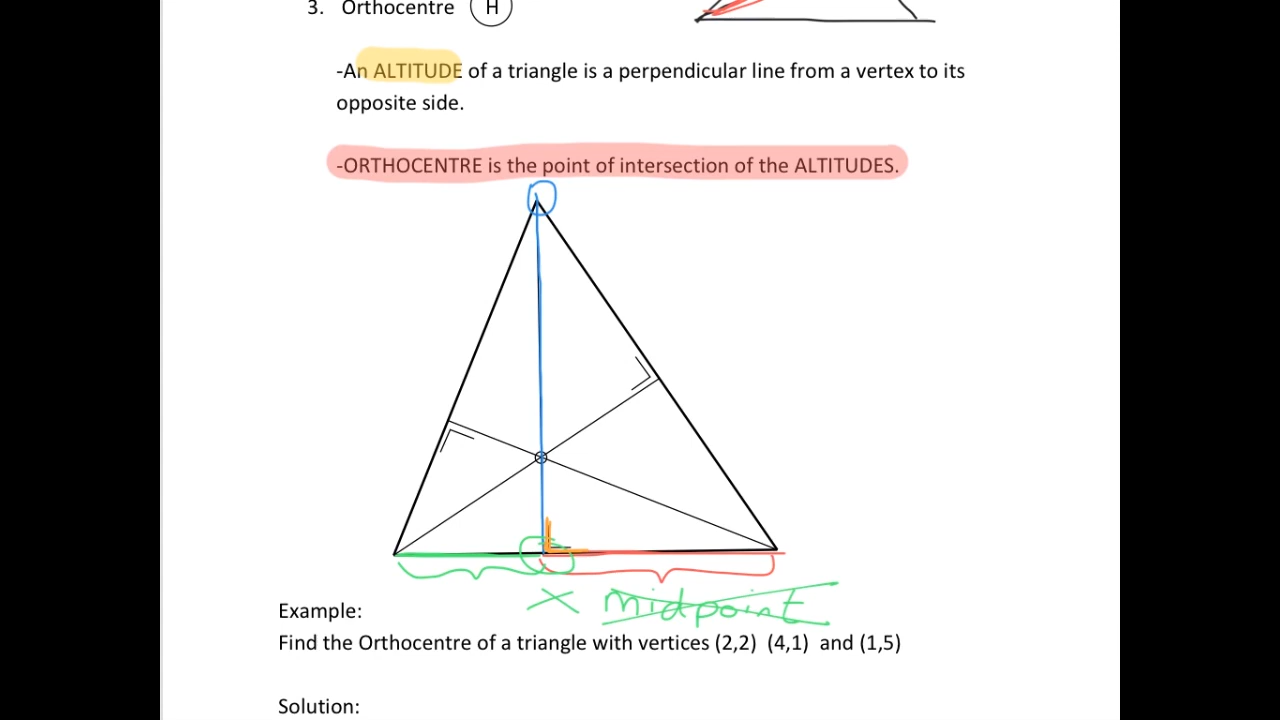 3. Orthocentre H
-An ALTITUDE of a triangle is a perpendicular line from a vertex to its
opposite side.
-ORTHOCENTRE is the point of intersection of the ALTITUDES.
X midpoint
Example:
Find the Orthocentre of a triangle with vertices (2,2) (4,1) and (1,5)
Solution: